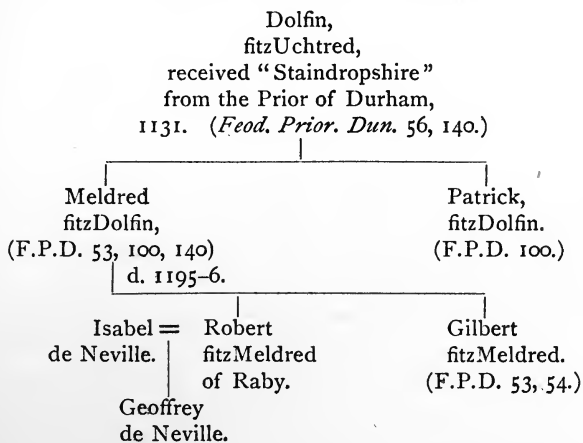 Dolfin,
fitzUchtred,
received "Staindropshire"
from the Prior of Durham,
1131. (Feod. Prior. Dun. 56, 140.)
Meldred
fitzDolfin,
(F.P.D. 53, 100, 140)
d. 1195-6.
Patrick,
fitzDolfin.
(F.P.D. 100.)
Isabel = Robert
de Neville. fitzMeldred
of Raby.
Gilbert
fitzMeldred.
(F.P.D. 53, 54.)
Geoffrey
de Neville.